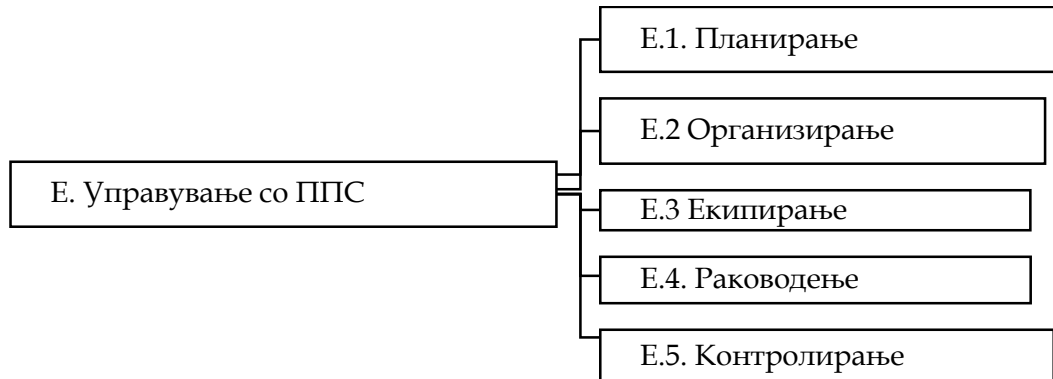 Е.1. Планирање
Е.2 Организирање
Е. Управување со ППС
Е.3 Екипирање
Е.4. Раководење
Е.5. Контролирање